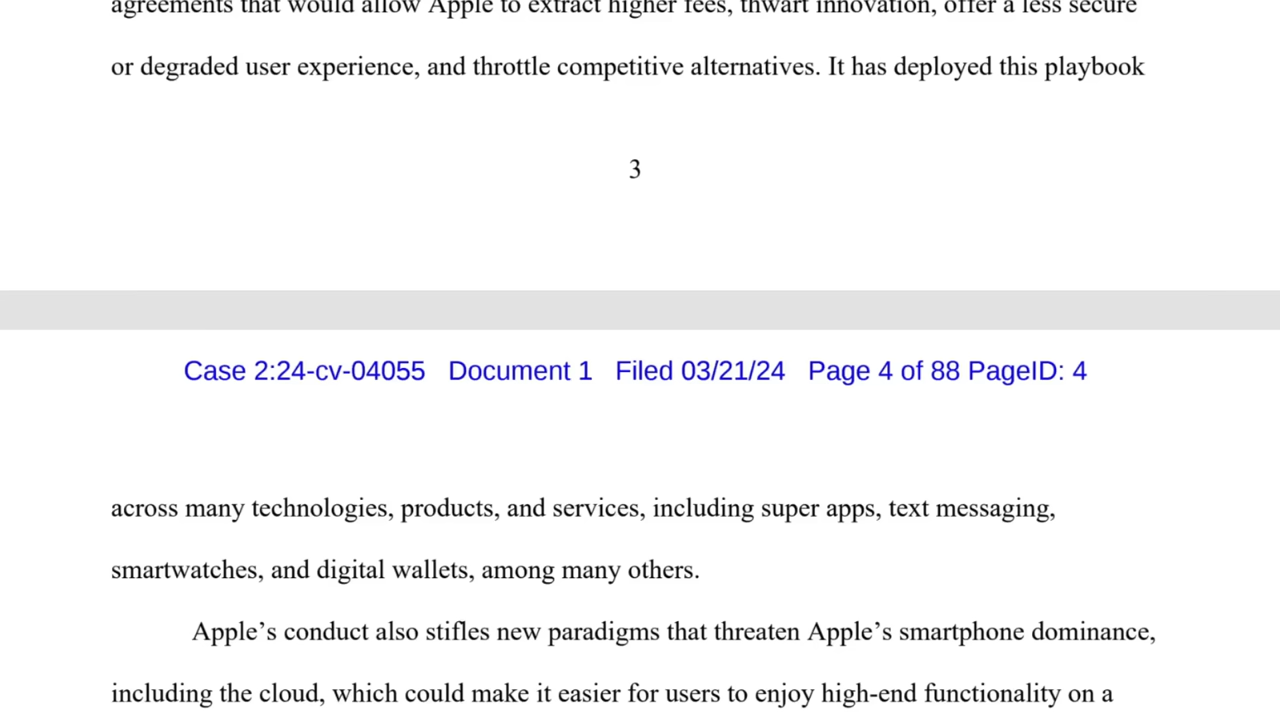 agreements that would allow Apple to extract higher fees, thwart innovation, offer a less secure
or degraded user experience, and throttle competitive alternatives. It has deployed this playbook
3
Case 2:24-cv-04055 Document 1 Filed 03/21/24 Page 4 of 88 PageID: 4
across many technologies, products, and services, including super apps, text messaging,
smartwatches, and digital wallets, among many others.
Apple’s conduct also stifles new paradigms that threaten Apple’s smartphone dominance,
including the cloud, which could make it easier for users to enjoy high-end functionality on a